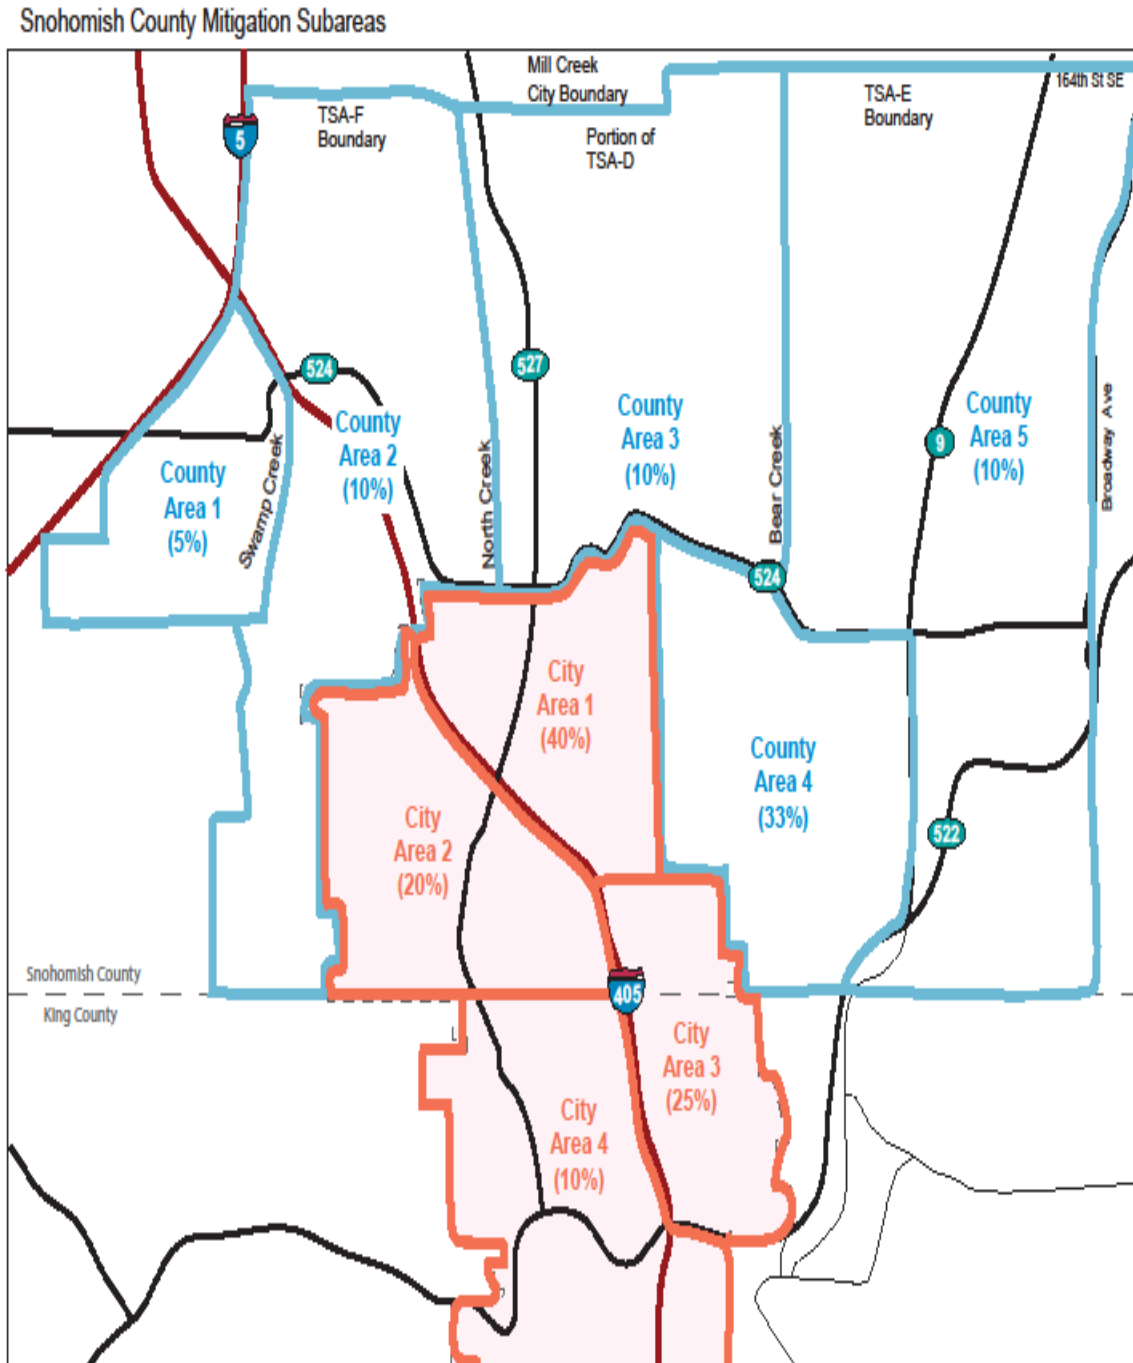 Snohomish County Mitigation Subareas
Mill Creek
City Boundary
164th St SE
TSA-F
Boundary
TSA-E
Boundary
Portion of
TSA-D
5
524
527
County
Area 2
(10%)
County
Area 3
(10%)
County
Area 5
(10%)
9
Broadway Ave
County
Area 1
(5%)
Swamp Creek
North Creek
Bear Creek
524
City
Area 1
(40%)
County
Area 4
(33%)
City
Area 2
(20%)
522
Snohomish County
King County
405
City
Area 3
(25%)
City
Area 4
(10%)